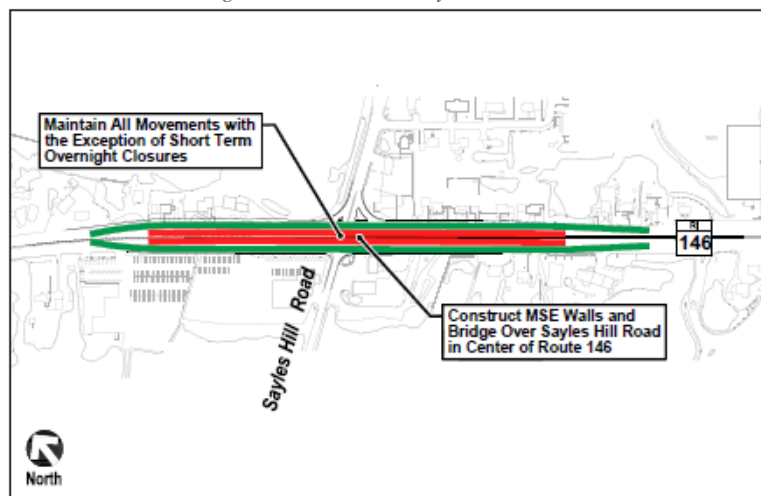 Maintain All Movements with
the Exception of Short Term
Overnight Closures
RI
146
Sayles Hill Road
Construct MSE Walls and
Bridge Over Sayles Hill Road
in Center of Route 146
North